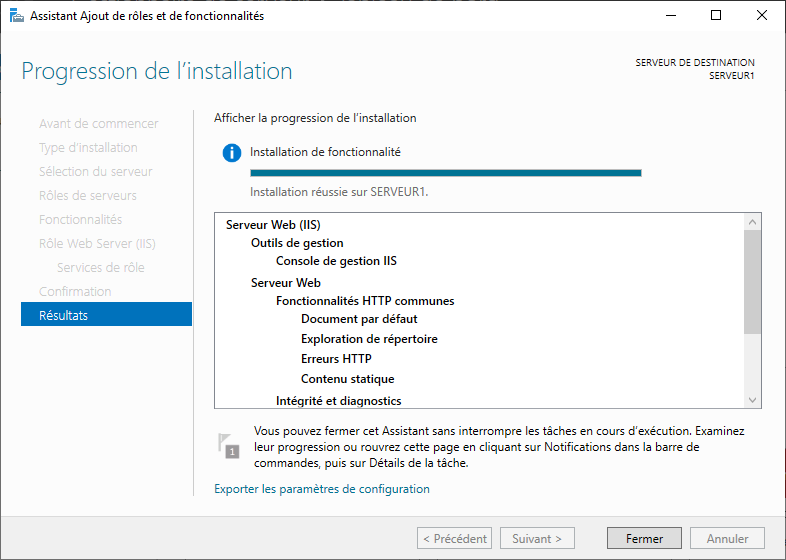 Assistant Ajout de rôles et de fonctionnalités
Progression de l'installation
SERVEUR DE DESTINATION
SERVEUR1
Avant de commencer
Type d'installation
Sélection du serveur
Rôles de serveurs
Fonctionnalités
Rôle Web Server (IIS)
Services de rôle
Confirmation
Résultats
Afficher la progression de l'installation
Installation de fonctionnalité
Installation réussie sur SERVEUR1.
Serveur Web (IIS)
Outils de gestion
Console de gestion IIS
Serveur Web
Fonctionnalités HTTP communes
Document par défaut
Exploration de répertoire
Erreurs HTTP
Contenu statique
Intégrité et diagnostics
1
Vous pouvez fermer cet Assistant sans interrompre les tâches en cours d'exécution. Examinez
leur progression ou rouvrez cette page en cliquant sur Notifications dans la barre de
commandes, puis sur Détails de la tâche.
Exporter les paramètres de configuration
< Précédent
Suivant >
Fermer
Annuler